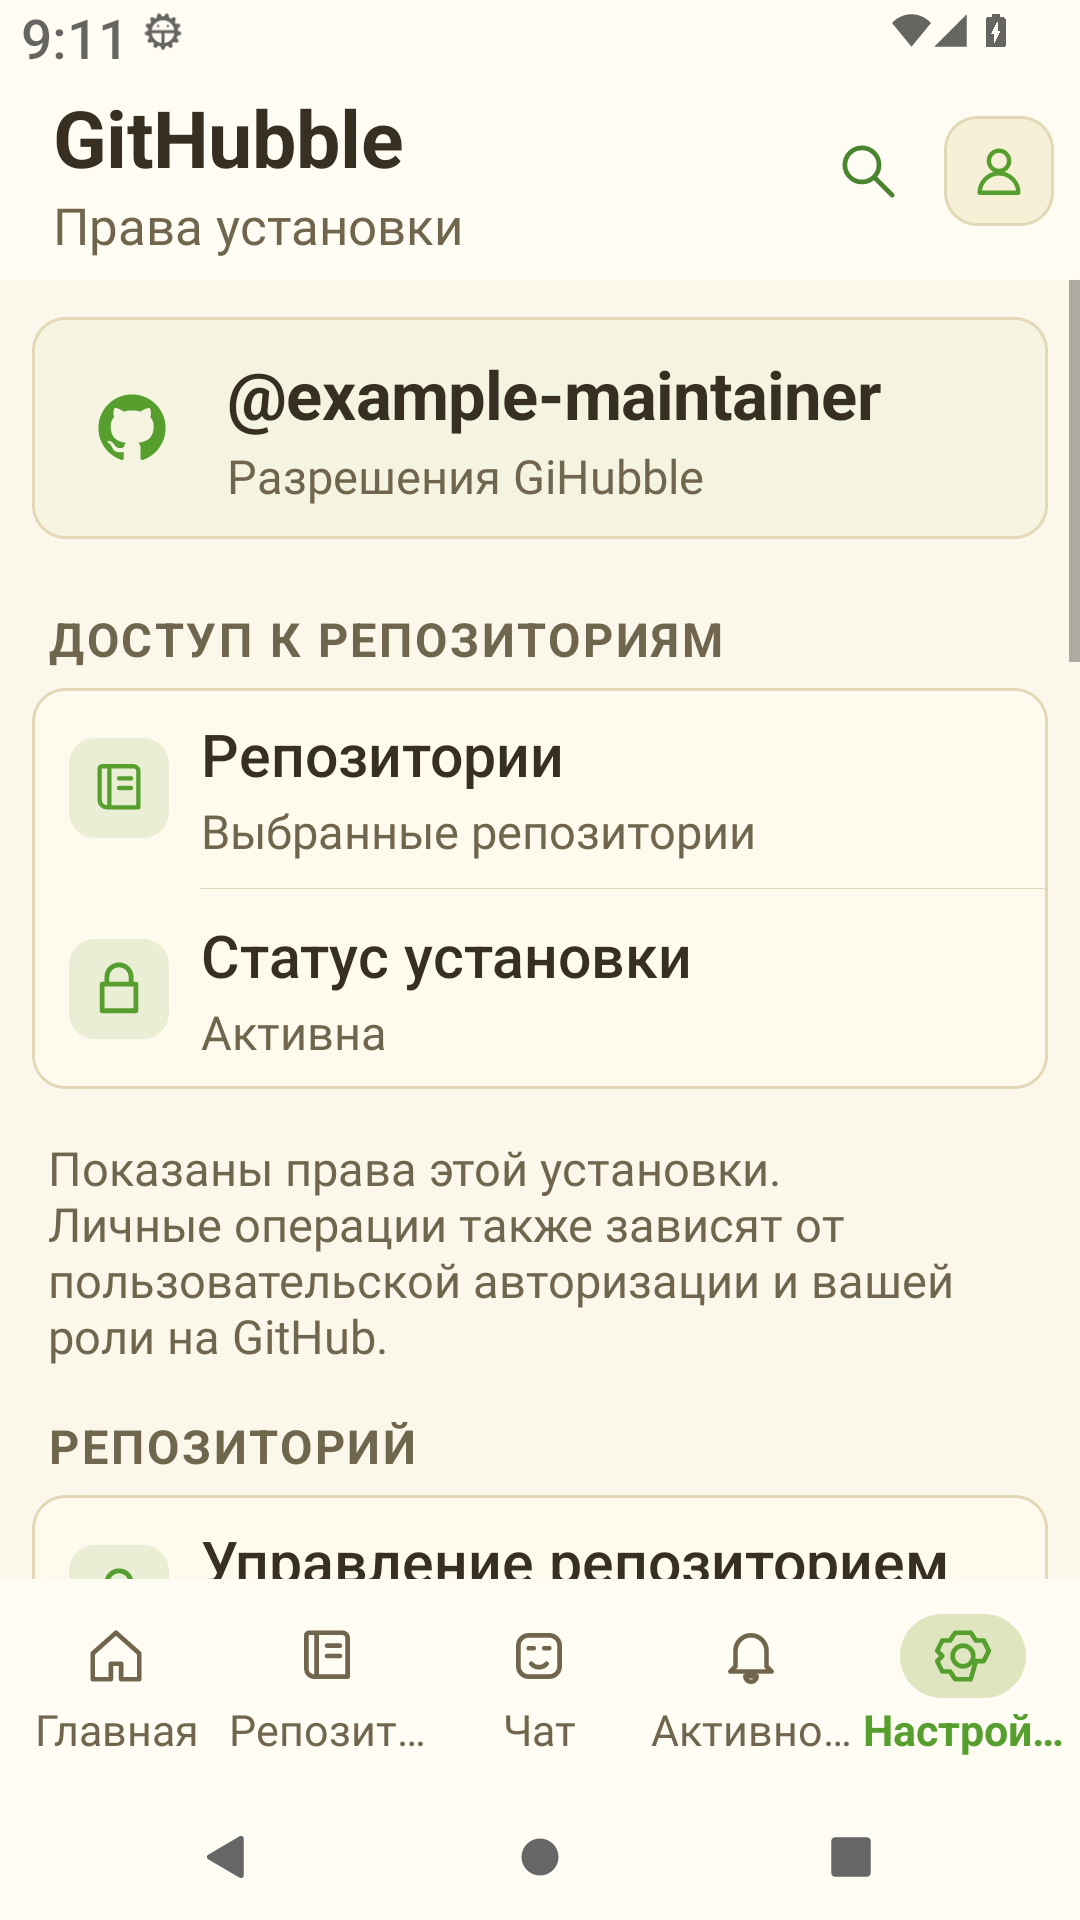 9:11
GitHubble
Права установки
@example-maintainer
Разрешения GiHubble
ДОСТУП К РЕПОЗИТОРИЯМ
Репозитории
Выбранные репозитории
Статус установки
Активна
Показаны права этой установки.
Личные операции также зависят от
пользовательской авторизации и вашей
роли на GitHub.
РЕПОЗИТОРИЙ
Управление репозиторием
Главная
Репозит…
Чат
Активно…
Настрой…